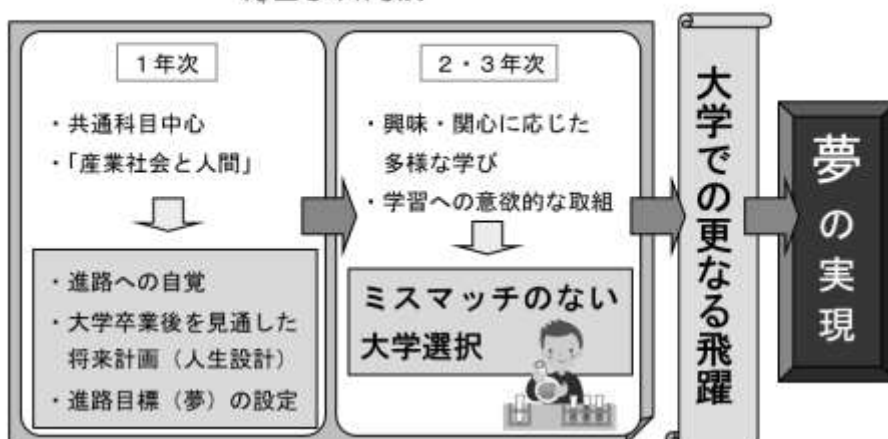 1年次
・共通科目中心
・「産業社会と人間」
・進路への自覚
・大学卒業後を見通した
将来計画（人生設計）
・進路目標（夢）の設定
2・3年次
・興味・関心に応じた
多様な学び
・学習への意欲的な取組
ミスマッチのない
大学選択
大学での更なる飛躍
夢の実現